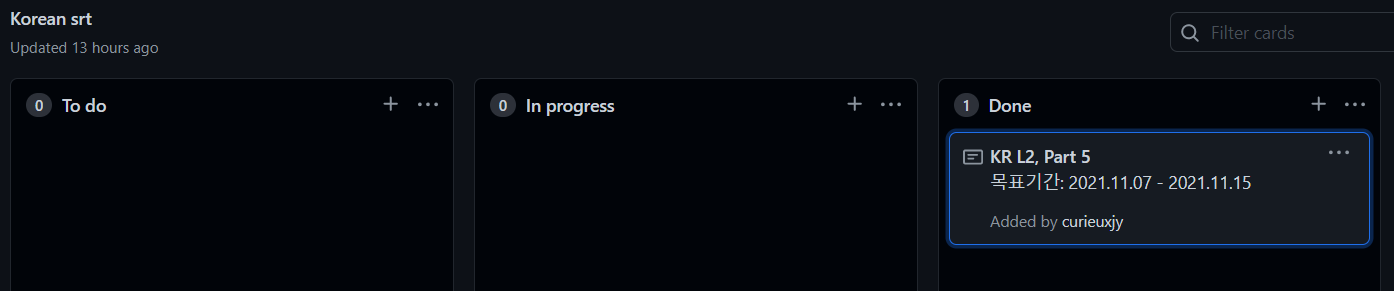 Korean srt
Updated 13 hours ago
Filter cards
0 To do
0 In progress
1 Done
KR L2, Part 5
목표기간: 2021.11.07 - 2021.11.15
Added by curieuxjy